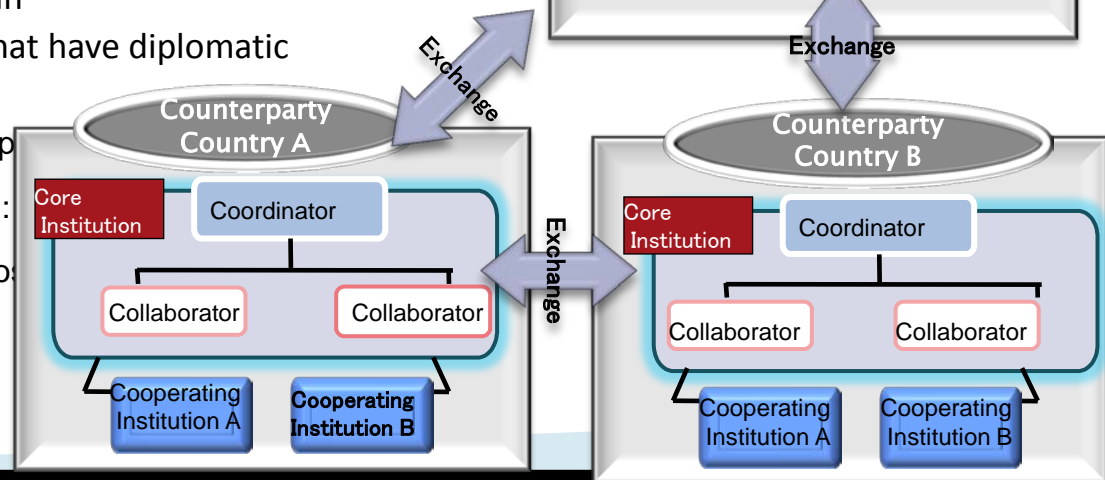 hat have diplomatic
Exchange
Exchange
Counterparty
Country A
Core
Institution
Coordinator
Collaborator
Collaborator
Cooperating
Institution A
Cooperating
Institution B
Exchange
Counterparty
Country B
Core
Institution
Coordinator
Collaborator
Collaborator
Cooperating
Institution A
Cooperating
Institution B